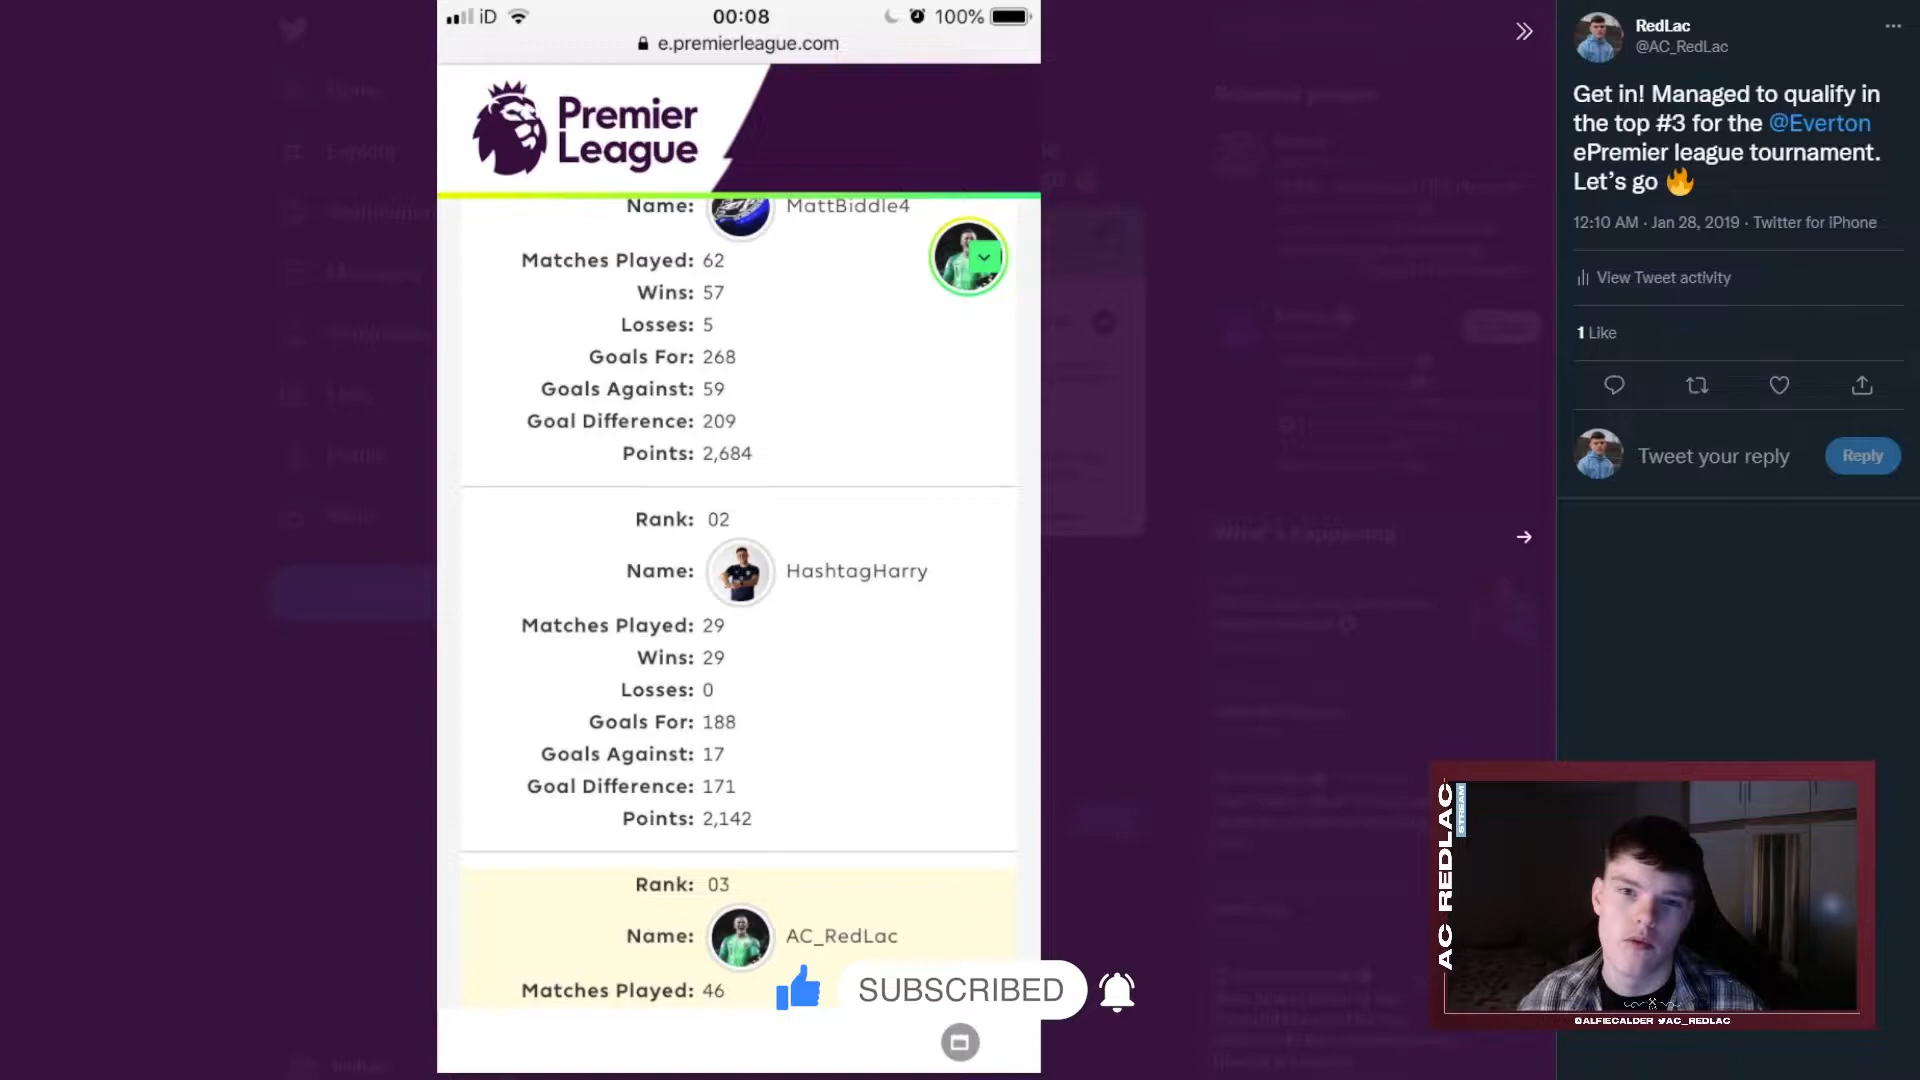 iD
00:08
100%
e.premierleague.com
Premier
League
Name: MattBiddle4
Matches Played: 62
Wins: 57
Losses: 5
Goals For: 268
Goals Against: 59
Goal Difference: 209
Points: 2,684
Rank: 02
Name: HashtagHarry
Matches Played: 29
Wins: 29
Losses: 0
Goals For: 188
Goals Against: 17
Goal Difference: 171
Points: 2,142
Rank: 03
Name: AC_RedLac
Matches Played: 46
SUBSCRIBED
RedLac
@AC_RedLac
Get in! Managed to qualify in
the top #3 for the @Everton
ePremier league tournament.
Let's go 🔥
12:10 AM · Jan 28, 2019 · Twitter for iPhone
View Tweet activity
1 Like
Tweet your reply
Reply
AC REDLAC
STREAM
@ALFIECALDER
AC_REDLAC